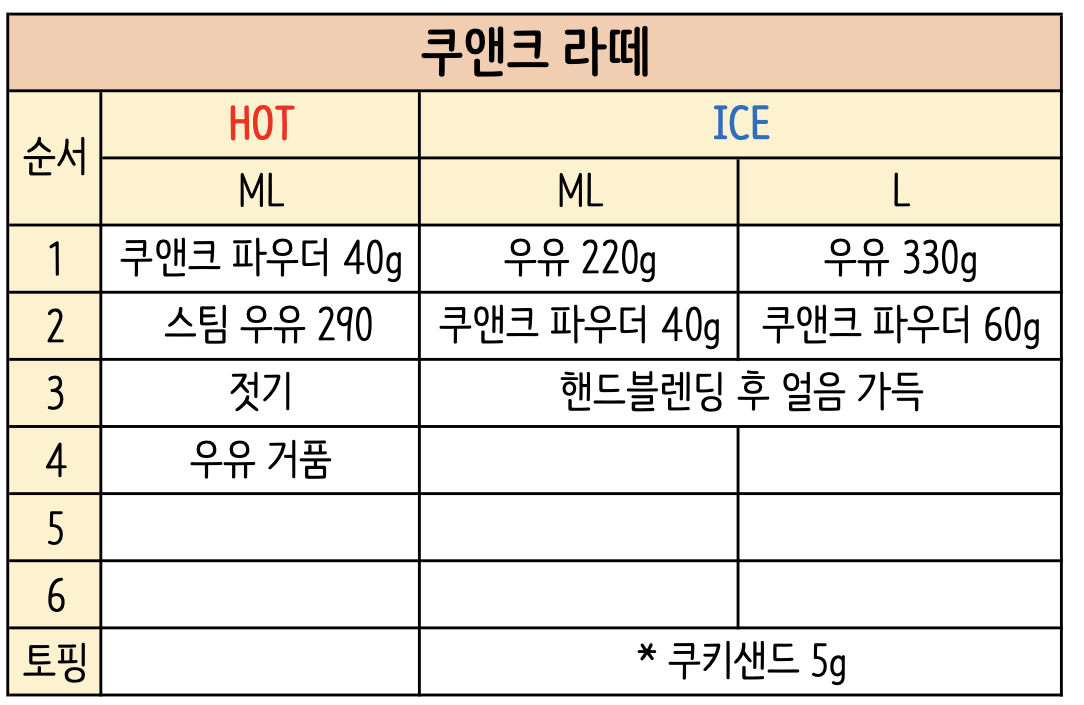 쿠앤크 라떼
순서 HOT ICE
ML ML L
1 쿠앤크 파우더 40g 우유 220g 우유 330g
2 스팀 우유 290 쿠앤크 파우더 40g 쿠앤크 파우더 60g
3 젓기 핸드블렌딩 후 얼음 가득
4 우유 거품
5
6
토핑 * 쿠키샌드 5g